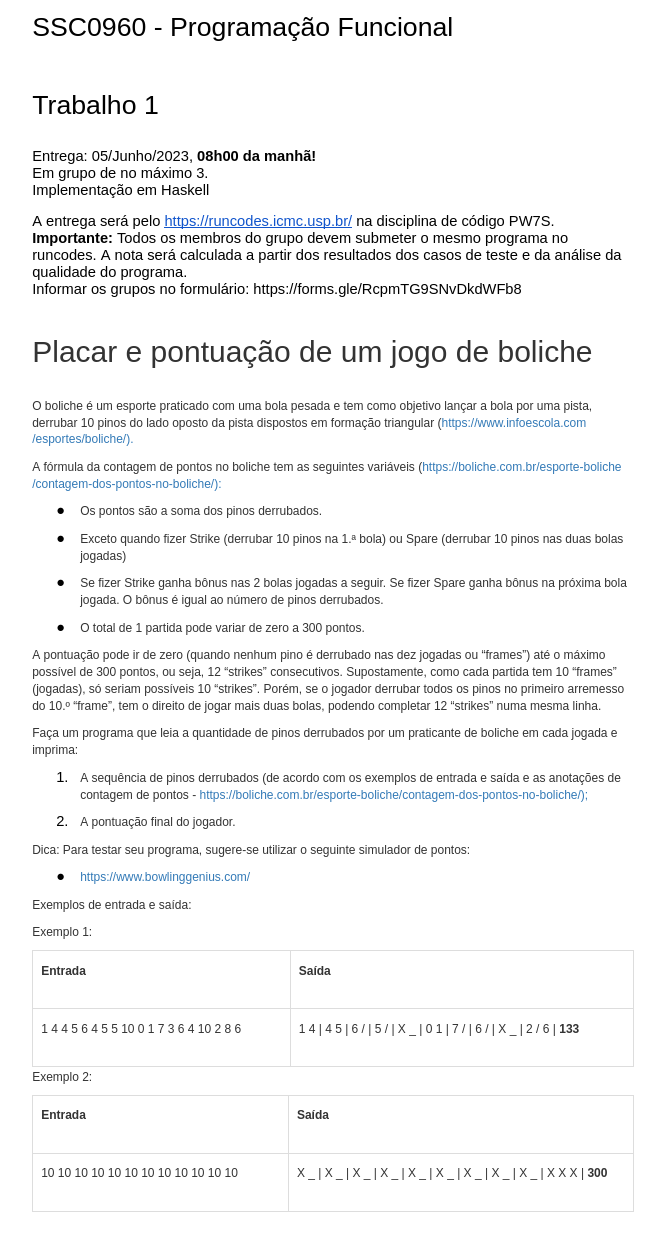 SSC0960 - Programação Funcional
Trabalho 1
Entrega: 05/Junho/2023, 08h00 da manhã!
Em grupo de no máximo 3.
Implementação em Haskell
A entrega será pelo https://runcodes.icmc.usp.br/ na disciplina de código PW7S.
Importante: Todos os membros do grupo devem submeter o mesmo programa no
runcodes. A nota será calculada a partir dos resultados dos casos de teste e da análise da
qualidade do programa.
Informar os grupos no formulário: https://forms.gle/RcpmTG9SNvDkdWFb8
Placar e pontuação de um jogo de boliche
O boliche é um esporte praticado com uma bola pesada e tem como objetivo lançar a bola por uma pista,
derrubar 10 pinos do lado oposto da pista dispostos em formação triangular (https://www.infoescola.com
/esportes/boliche/).
A fórmula da contagem de pontos no boliche tem as seguintes variáveis (https://boliche.com.br/esporte-boliche
/contagem-dos-pontos-no-boliche/):
● Os pontos são a soma dos pinos derrubados.
● Exceto quando fizer Strike (derrubar 10 pinos na 1.ª bola) ou Spare (derrubar 10 pinos nas duas bolas
jogadas)
● Se fizer Strike ganha bônus nas 2 bolas jogadas a seguir. Se fizer Spare ganha bônus na próxima bola
jogada. O bônus é igual ao número de pinos derrubados.
● O total de 1 partida pode variar de zero a 300 pontos.
A pontuação pode ir de zero (quando nenhum pino é derrubado nas dez jogadas ou “frames”) até o máximo
possível de 300 pontos, ou seja, 12 “strikes” consecutivos. Supostamente, como cada partida tem 10 “frames”
(jogadas), só seriam possíveis 10 “strikes”. Porém, se o jogador derrubar todos os pinos no primeiro arremesso
do 10.º “frame”, tem o direito de jogar mais duas bolas, podendo completar 12 “strikes” numa mesma linha.
Faça um programa que leia a quantidade de pinos derrubados por um praticante de boliche em cada jogada e
imprima:
1. A sequência de pinos derrubados (de acordo com os exemplos de entrada e saída e as anotações de
contagem de pontos - https://boliche.com.br/esporte-boliche/contagem-dos-pontos-no-boliche/);
2. A pontuação final do jogador.
Dica: Para testar seu programa, sugere-se utilizar o seguinte simulador de pontos:
● https://www.bowlinggenius.com/
Exemplos de entrada e saída:
Exemplo 1:
Entrada Saída
1 4 4 5 6 4 5 5 10 0 1 7 3 6 4 10 2 8 6 1 4 | 4 5 | 6 / | 5 / | X _ | 0 1 | 7 / | 6 / | X _ | 2 / 6 | 133
Exemplo 2:
Entrada Saída
10 10 10 10 10 10 10 10 10 10 10 10 X _ | X _ | X _ | X _ | X _ | X _ | X _ | X _ | X _ | X X X | 300